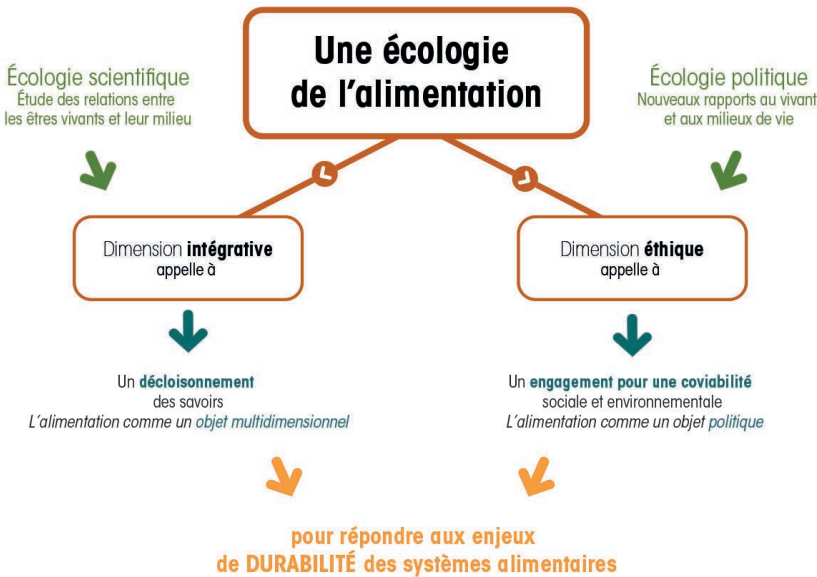 Une écologie
de l'alimentation
Écologie scientifique
Étude des relations entre
les êtres vivants et leur milieu
Écologie politique
Nouveaux rapports au vivant
et aux milieux de vie
Dimension intégrative
appelle à
Dimension éthique
appelle à
Un décloisonnement
des savoirs
L'alimentation comme un objet multidimensionnel
Un engagement pour une coviabilité
sociale et environnementale
L'alimentation comme un objet politique
pour répondre aux enjeux
de DURABILITÉ des systèmes alimentaires